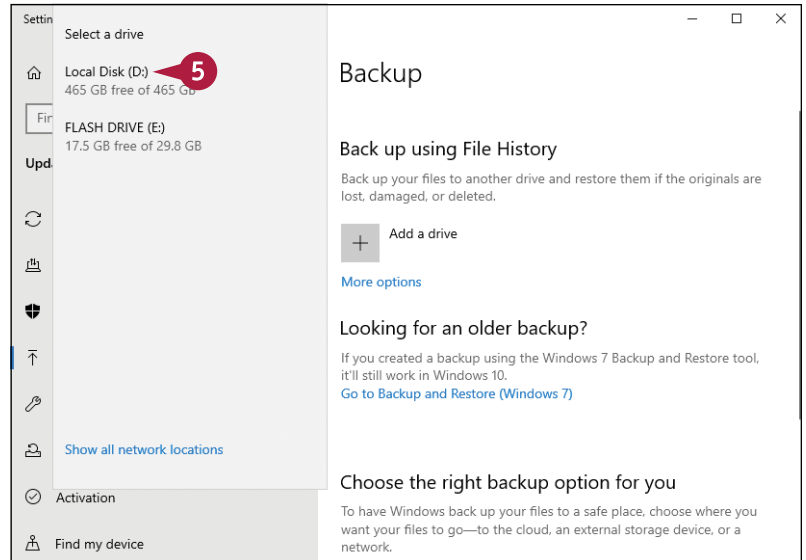 Settin
Select a drive
Local Disk (D:)
5
465 GB free of 465 GB
Fin
FLASH DRIVE (E:)
17.5 GB free of 29.8 GB
Upd
Show all network locations
Activation
Find my device
Backup
Back up using File History
Back up your files to another drive and restore them if the originals are
lost, damaged, or deleted.
Add a drive
More options
Looking for an older backup?
If you created a backup using the Windows 7 Backup and Restore tool,
it'll still work in Windows 10.
Go to Backup and Restore (Windows 7)
Choose the right backup option for you
To have Windows back up your files to a safe place, choose where you
want your files to go—to the cloud, an external storage device, or a
network.